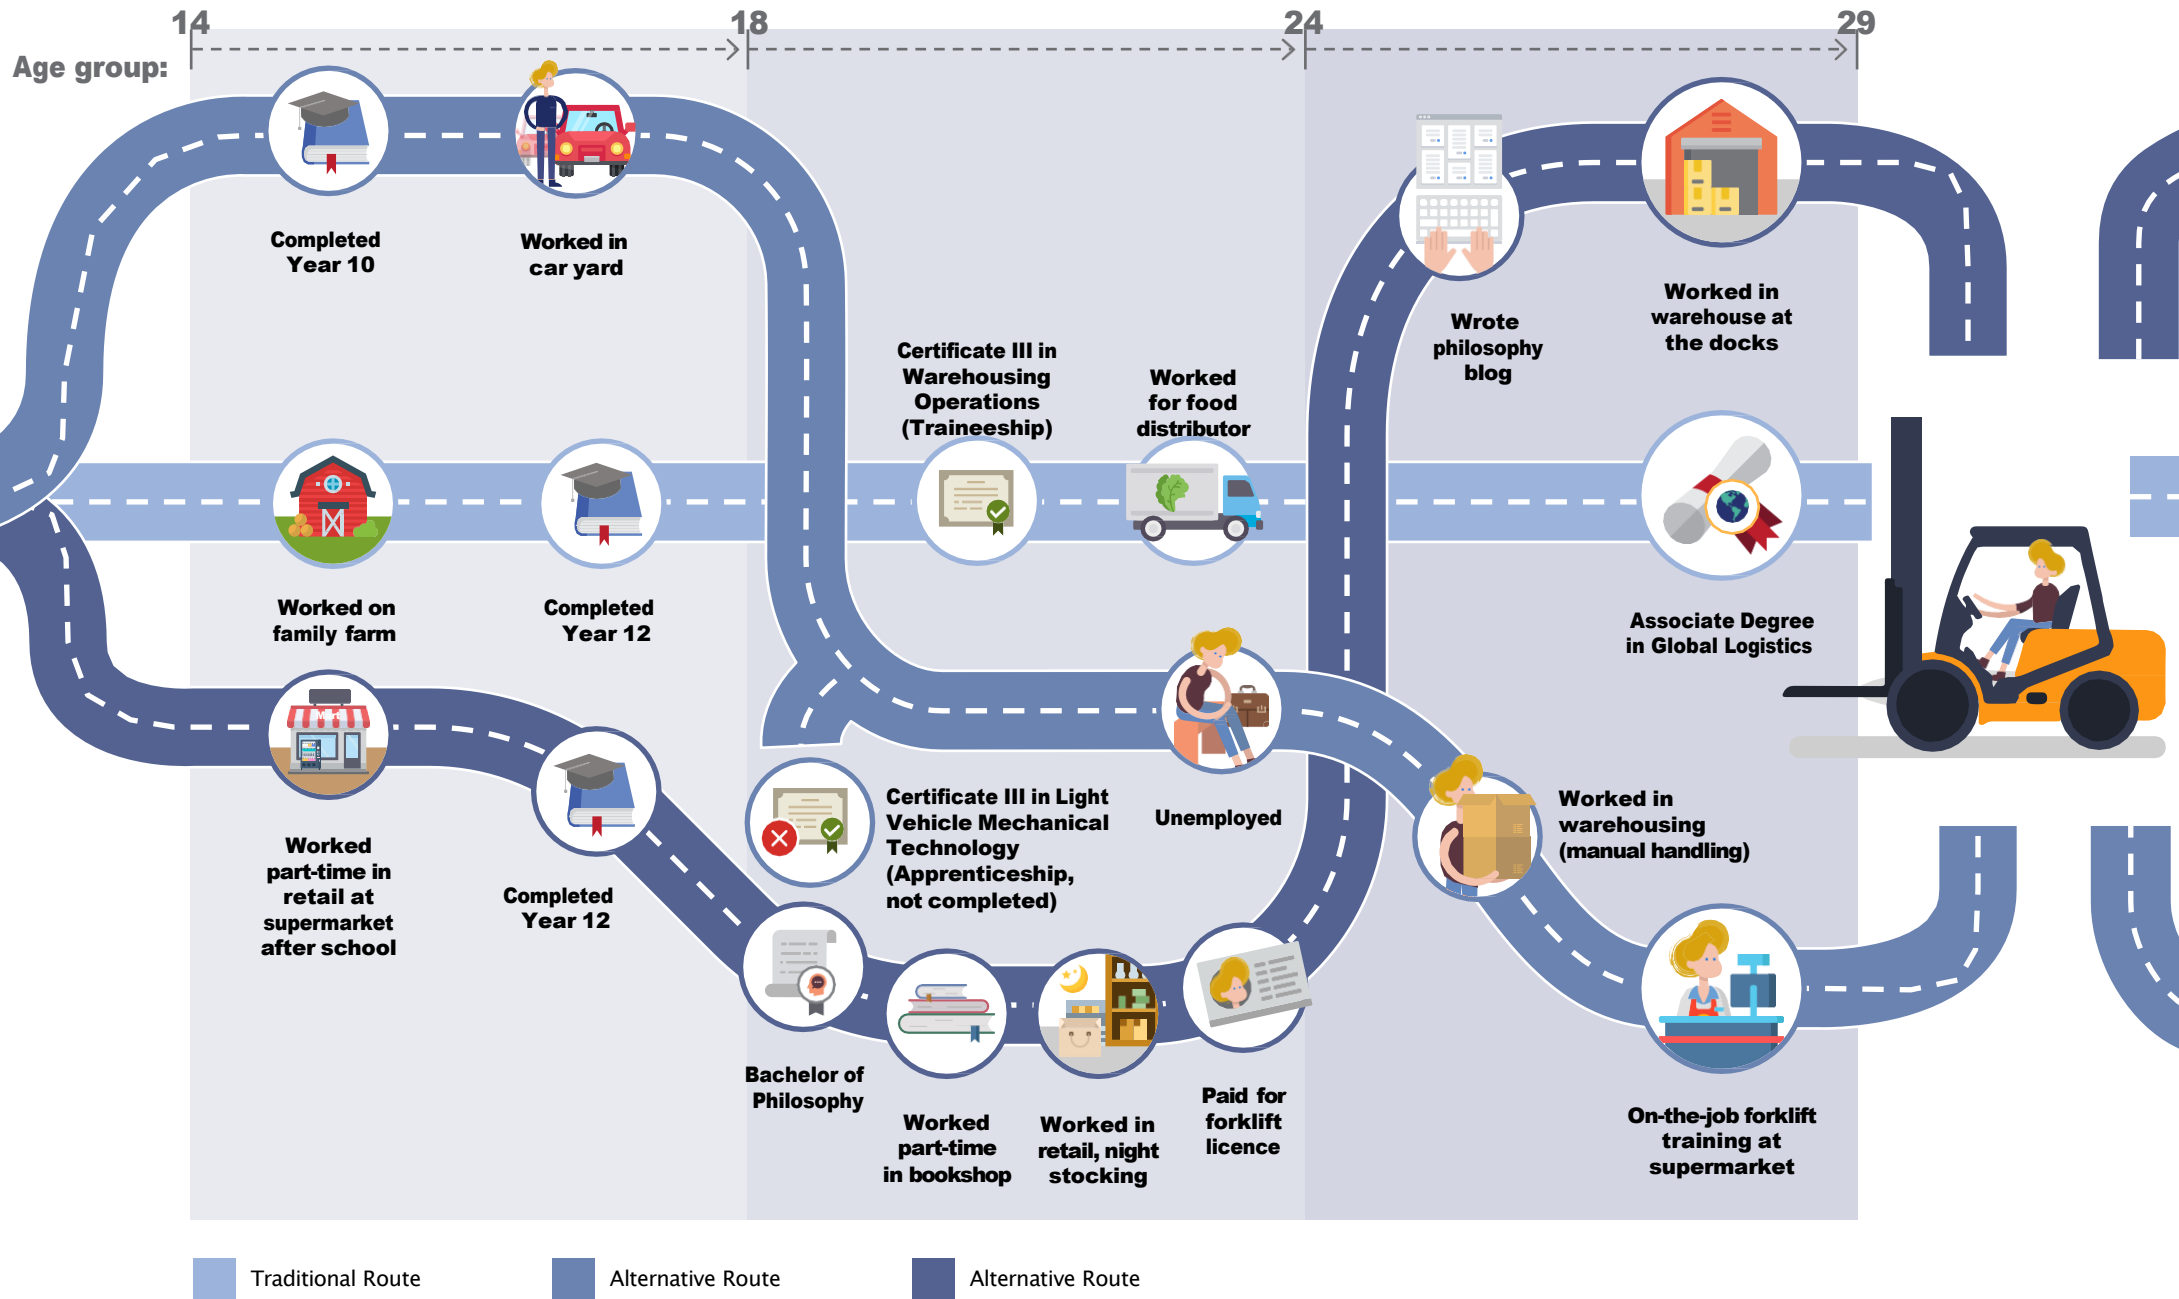 14
18
24
29
Age group:
Completed
Year 10
Worked in
car yard
Wrote
philosophy
blog
Worked in
warehouse at
the docks
Certificate III in
Warehousing
Operations
(Traineeship)
Worked
for food
distributor
Worked on
family farm
Completed
Year 12
Associate Degree
in Global Logistics
Mart
Worked
part-time in
retail at
supermarket
after school
Completed
Year 12
Certificate III in Light
Vehicle Mechanical
Technology
(Apprenticeship,
not completed)
Unemployed
Worked in
warehousing
(manual handling)
Bachelor of
Philosophy
Worked
part-time
in bookshop
Worked in
retail, night
stocking
Paid for
forklift
licence
On-the-job forklift
training at
supermarket
Traditional Route
Alternative Route
Alternative Route